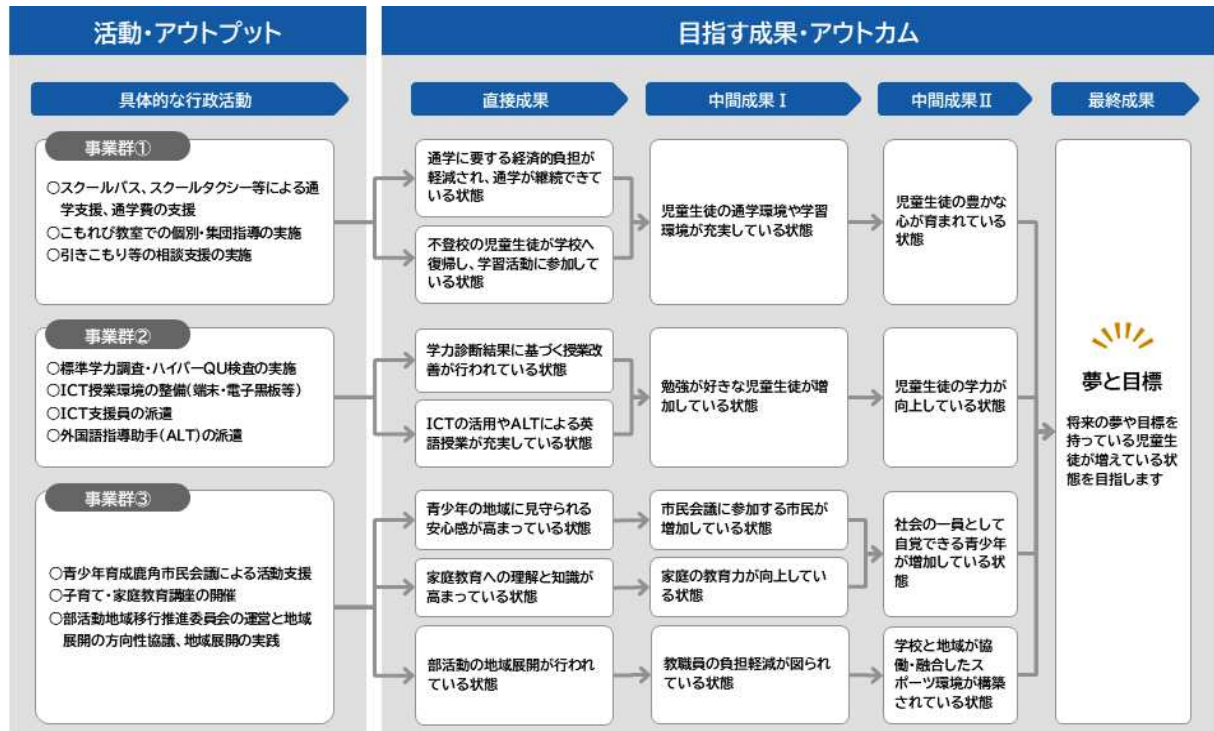 活動・アウトプット
目指す成果・アウトカム
具体的な行政活動
直接成果
中間成果Ⅰ
中間成果Ⅱ
最終成果
事業群①
○スクールバス、スクールタクシー等による通
学支援、通学費の支援
○こもれび教室での個別・集団指導の実施
○引きこもり等の相談支援の実施
通学に要する経済的負担が
軽減され、通学が継続できて
いる状態
不登校の児童生徒が学校へ
復帰し、学習活動に参加して
いる状態
児童生徒の通学環境や学習
環境が充実している状態
児童生徒の豊かな
心が育まれている
状態
事業群②
○標準学力調査・ハイパーQU検査の実施
○ICT授業環境の整備(端末・電子黒板等)
○ICT支援員の派遣
○外国語指導助手(ALT)の派遣
学力診断結果に基づく授業改
善が行われている状態
ICTの活用やALTによる英
語授業が充実している状態
勉強が好きな児童生徒が増
加している状態
児童生徒の学力が
向上している状態
事業群③
○青少年育成鹿角市民会議による活動支援
○子育て・家庭教育講座の開催
○部活動地域移行推進委員会の運営と地域
展開の方向性協議、地域展開の実践
青少年の地域に見守られる
安心感が高まっている状態
家庭教育への理解と知識が
高まっている状態
部活動の地域展開が行われ
ている状態
市民会議に参加する市民が
増加している状態
家庭の教育力が向上してい
る状態
教職員の負担軽減が図られ
ている状態
社会の一員として
自覚できる青少年
が増加している状
態
学校と地域が協
働・融合したス
ポーツ環境が構築
されている状態
夢と目標
将来の夢や目標を
持っている児童生
徒が増えている状
態を目指します